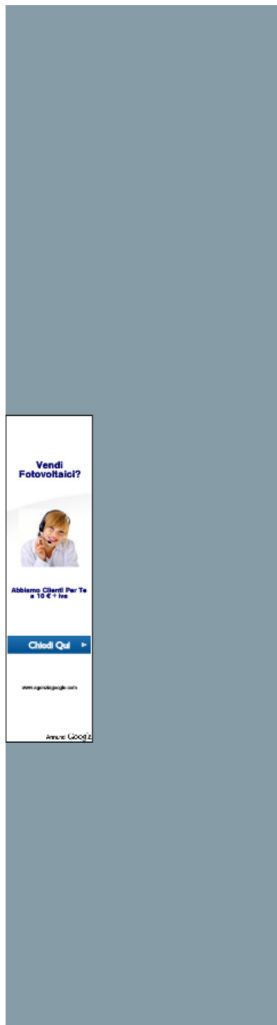 Vendi
Fotovoltaici?
Abbiamo Clienti Per Te
a 10 € + iva
Chiedi Qui
Annunci Google